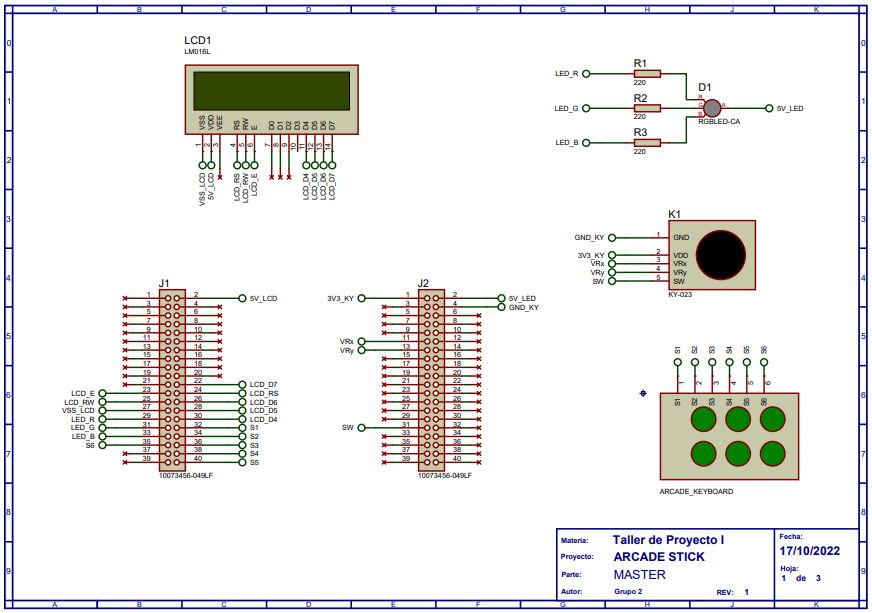 A B C D E F G H J K
LCD1
LM016L
VSS VDD VEE RS RW E D0 D1 D2 D3 D4 D5 D6 D7
1 2 3 4 5 6 7 8 9 10 11 12 13 14
VSS_LCD 5V_LCD LCD_RS LCD_RW LCD_E LCD_D4 LCD_D5 LCD_D6 LCD_D7
LED_R
R1
220
LED_G
R2
220
LED_B
R3
220
D1
R
G
B
A
RGBLED-CA
5V_LED
K1
GND_KY 1 GND
3V3_KY 2 VDD
VRx 3 VRx
VRy 4 VRy
SW 5 SW
KY-023
J1
1 2 5V_LCD
3 4
5 6
7 8
9 10
11 12
13 14
15 16
17 18
19 20
21 22 LCD_D7
LCD_E 23 24 LCD_RS
LCD_RW 25 26 LCD_D6
VSS_LCD 27 28 LCD_D5
LED_R 29 30 LCD_D4
LED_G 31 32 S1
LED_B 33 34 S2
S6 35 36 S3
37 38 S4
39 40 S5
10073456-049LF
J2
3V3_KY 1 2 5V_LED
3 4 GND_KY
5 6
7 8
9 10
VRx 11 12
VRy 13 14
15 16
17 18
19 20
21 22
23 24
25 26
27 28
29 30
SW 31 32
33 34
35 36
37 38
39 40
10073456-049LF
S1 S2 S3 S4 S5 S6
1 2 3 4 5 6
S1 S2 S3 S4 S5 S6
ARCADE_KEYBOARD
0 0
1 1
2 2
3 3
4 4
5 5
6 6
7 7
8 8
9 9
Materia: Taller de Proyecto I
Proyecto: ARCADE STICK
Parte: MASTER
Autor: Grupo 2 REV: 1
Fecha:
17/10/2022
Hoja:
1 de 3
A B C D E F G H J K